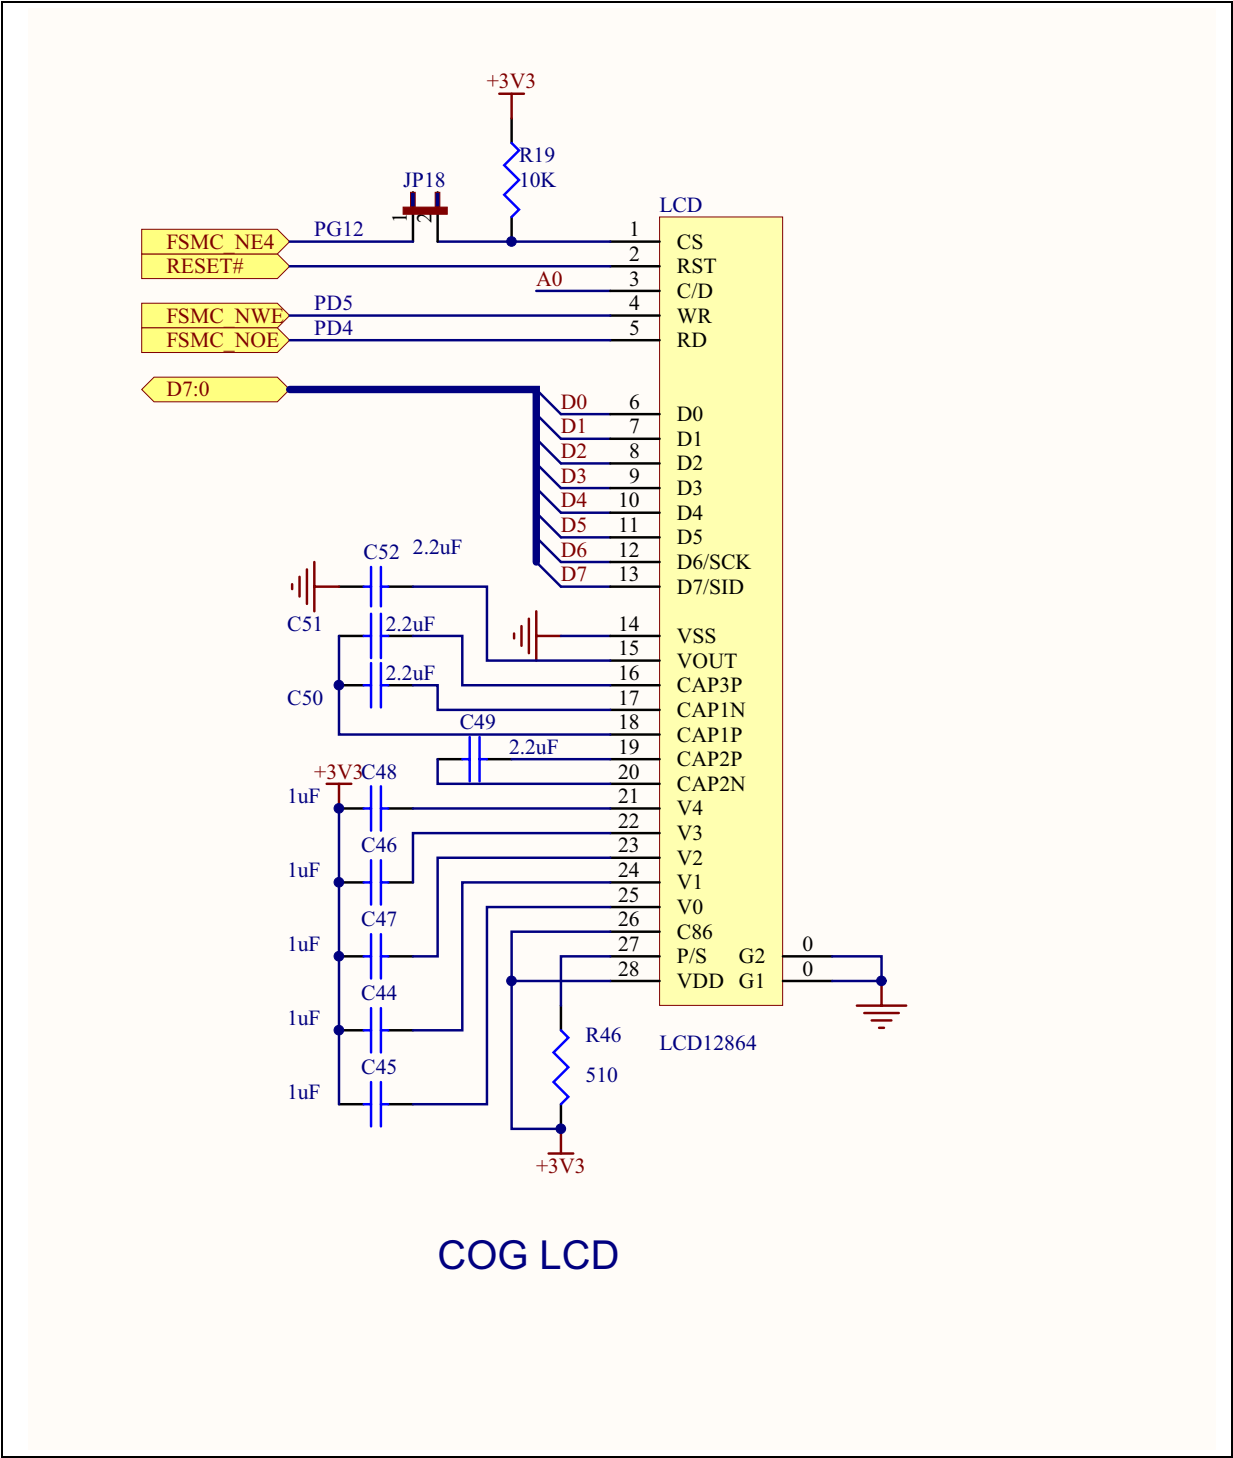 +3V3
R19
10K
JP18
1
2
LCD
FSMC_NE4
PG12
1
CS
RESET#
2
RST
A0
3
C/D
FSMC_NWE
PD5
4
WR
FSMC_NOE
PD4
5
RD
D7:0
D0
6
D0
D1
7
D1
D2
8
D2
D3
9
D3
D4
10
D4
D5
11
D5
D6
12
D6/SCK
D7
13
D7/SID
C52
2.2uF
C51
2.2uF
14
VSS
15
VOUT
2.2uF
16
CAP3P
C50
17
CAP1N
18
CAP1P
C49
2.2uF
19
CAP2P
20
CAP2N
+3V3
C48
1uF
21
V4
22
V3
C46
1uF
23
V2
24
V1
25
V0
C47
1uF
26
C86
27
P/S
G2
0
28
VDD
G1
0
C44
1uF
C45
1uF
R46
510
LCD12864
+3V3
COG LCD